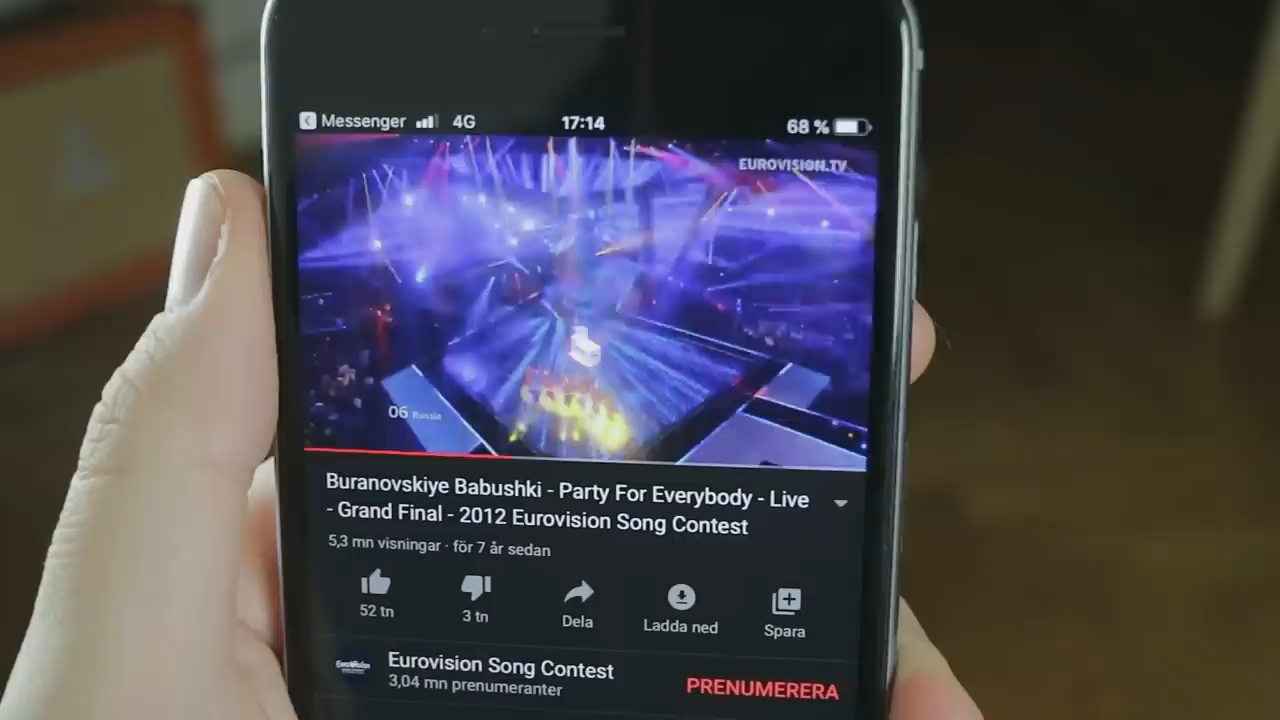 Messenger 4G 17:14 68 %
EUROVISION.TV
06 Russia
Buranovskiye Babushki - Party For Everybody - Live
- Grand Final - 2012 Eurovision Song Contest
5,3 mn visningar · för 7 år sedan
52 tn 3 tn Dela Ladda ned Spara
Eurovision Song Contest
3,04 mn prenumeranter
PRENUMERERA